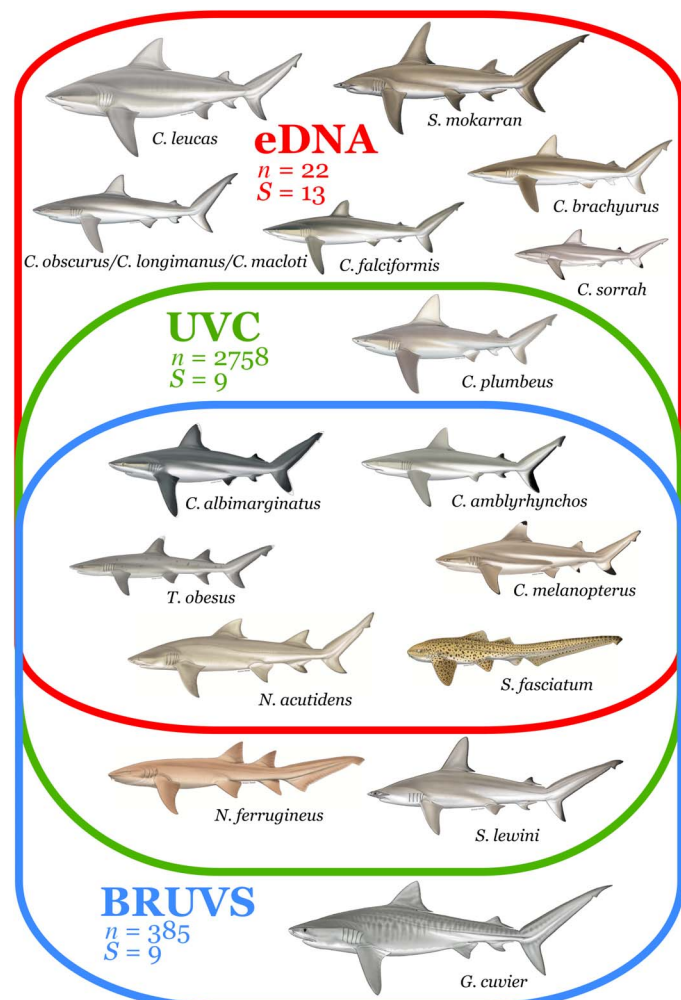 C. leucas
S. mokarran
eDNA
n = 22
S = 13
C. brachyurus
C. obscurus/C. longimanus/C. macloti
C. falciformis
C. sorrah
UVC
n = 2758
S = 9
C. plumbeus
C. albimarginatus
C. amblyrhynchos
T. obesus
C. melanopterus
N. acutidens
S. fasciatum
N. ferrugineus
S. lewini
BRUVS
n = 385
S = 9
G. cuvier